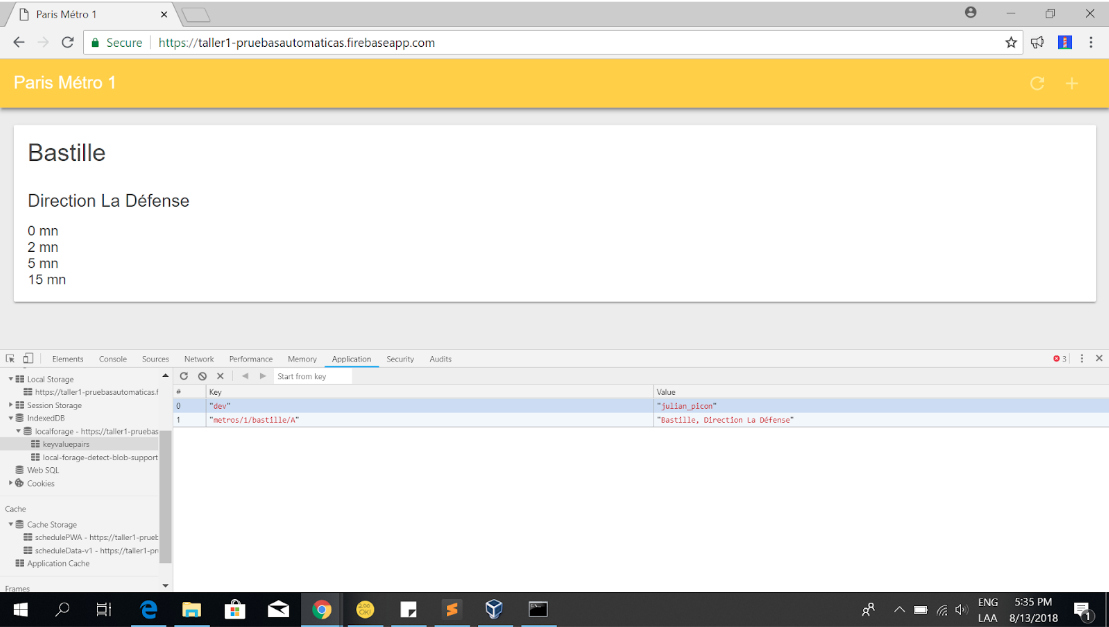 Paris Métro 1
Secure https://taller1-pruebasautomaticas.firebaseapp.com
Paris Métro 1
Bastille
Direction La Défense
0 mn
2 mn
5 mn
15 mn
Elements Console Sources Network Performance Memory Application Security Audits 3
Local Storage
https://taller1-pruebasautomaticas.f
Session Storage
IndexedDB
localforage - https://taller1-pruebas
keyvaluepairs
local-forage-detect-blob-support
Web SQL
Cookies
Cache
Cache Storage
schedulePWA - https://taller1-prueb
scheduleData-v1 - https://taller1-pr
Application Cache
Frames
Start from key
# Key Value
0 "dev" "julian_picon"
1 "metros/1/bastille/A" "Bastille, Direction La Défense"
ENG 5:35 PM
LAA 8/13/2018
1